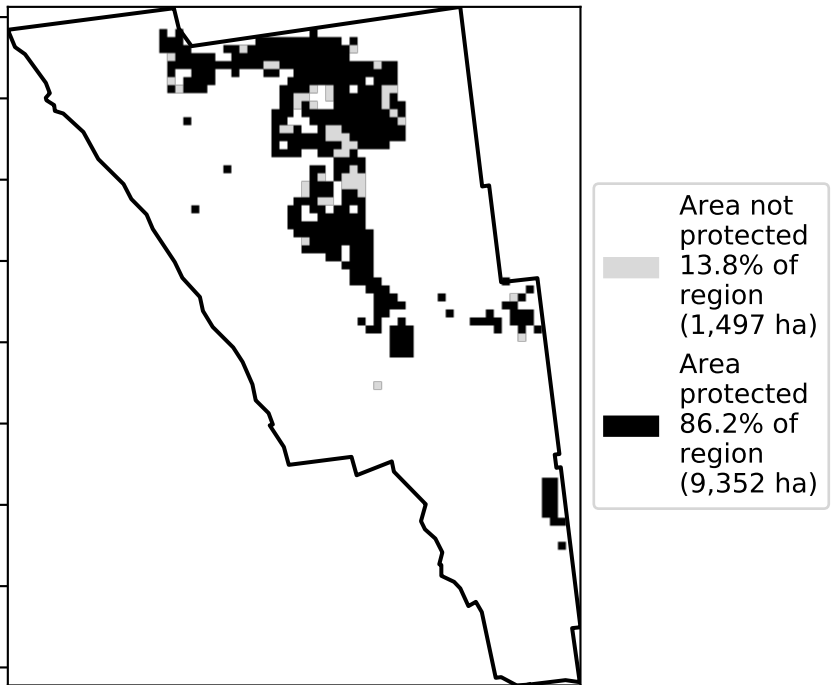 Area not
protected
13.8% of
region
(1,497 ha)
Area
protected
86.2% of
region
(9,352 ha)